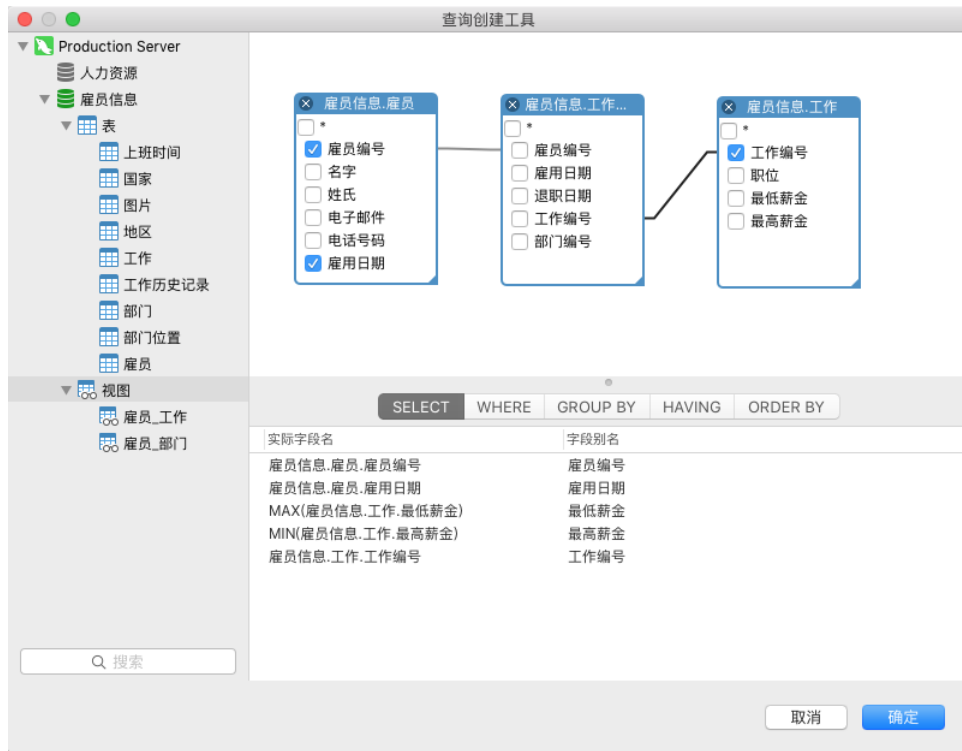 查询创建工具
Production Server
人力资源
雇员信息
表
上班时间
国家
图片
地区
工作
工作历史记录
部门
部门位置
雇员
视图
雇员_工作
雇员_部门
搜索
雇员信息.雇员
*
雇员编号
名字
姓氏
电子邮件
电话号码
雇用日期
雇员信息.工作...
*
雇员编号
雇用日期
退职日期
工作编号
部门编号
雇员信息.工作
*
工作编号
职位
最低薪金
最高薪金
SELECT WHERE GROUP BY HAVING ORDER BY
实际字段名 字段别名
雇员信息.雇员.雇员编号 雇员编号
雇员信息.雇员.雇用日期 雇用日期
MAX(雇员信息.工作.最低薪金) 最低薪金
MIN(雇员信息.工作.最高薪金) 最高薪金
雇员信息.工作.工作编号 工作编号
取消 确定